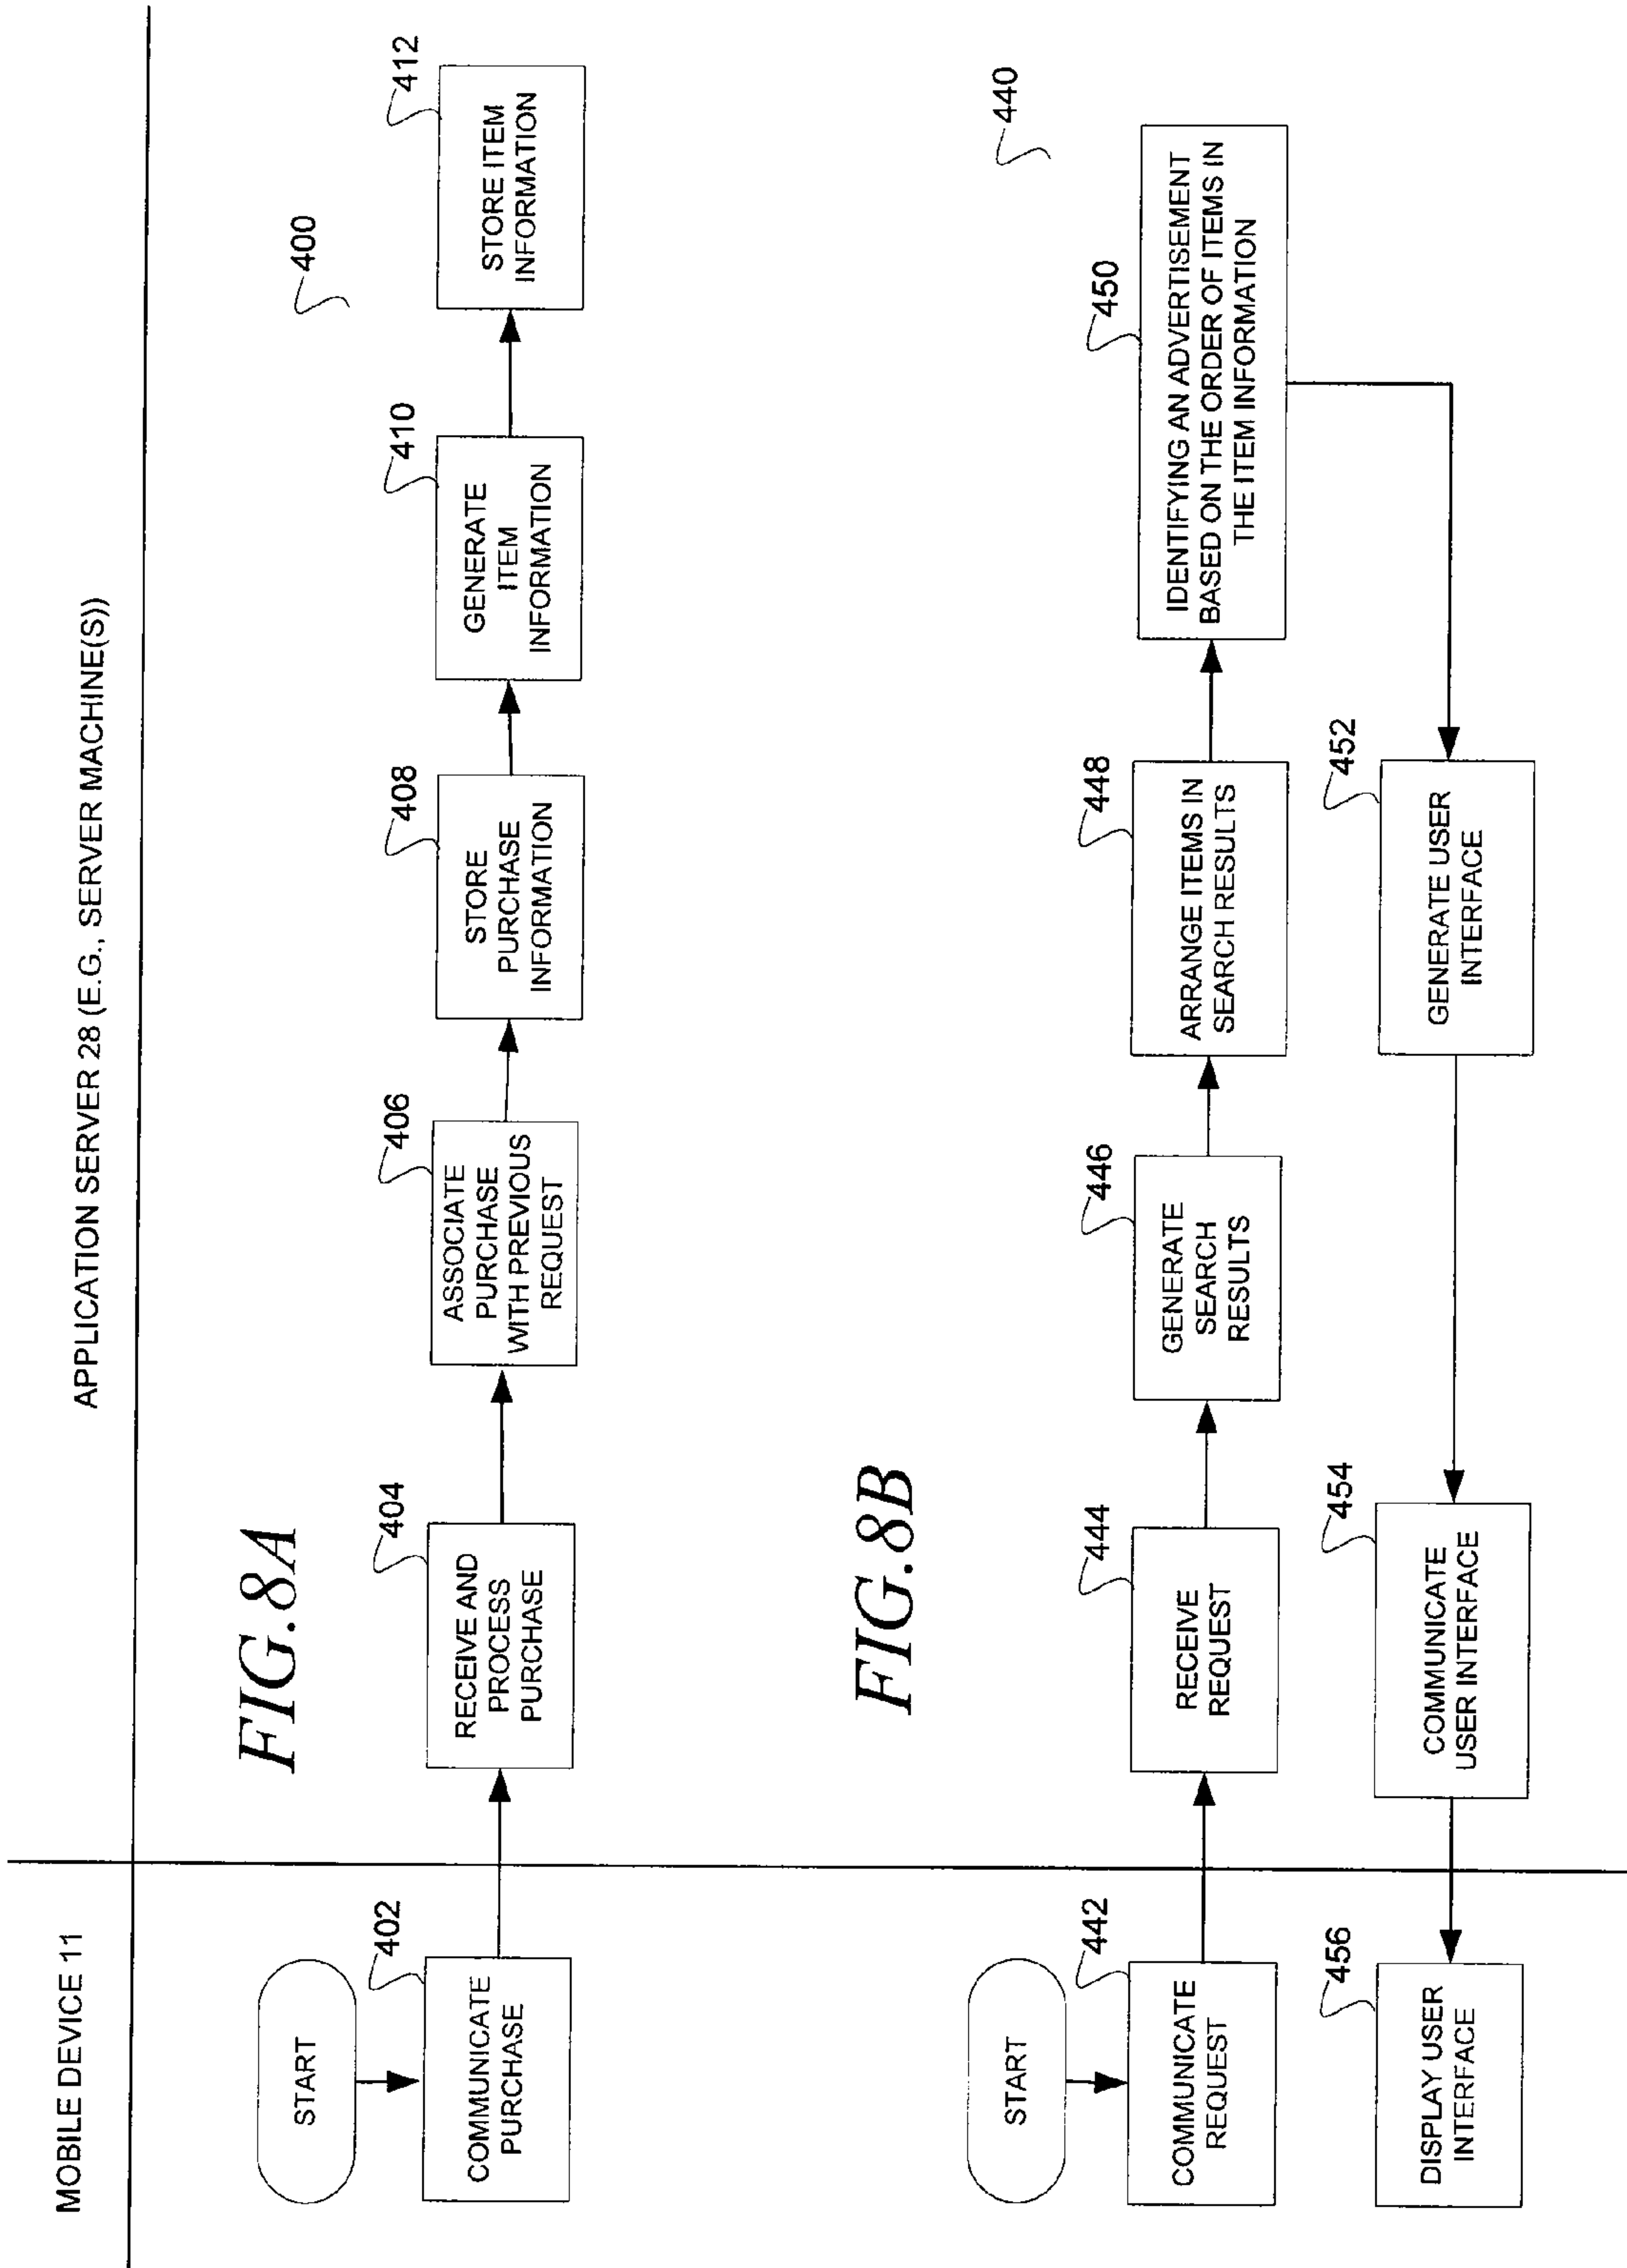 MOBILE DEVICE 11
APPLICATION SERVER 28 (E.G., SERVER MACHINE(S))
FIG.8A
400
START
402
COMMUNICATE
PURCHASE
404
RECEIVE AND
PROCESS
PURCHASE
406
ASSOCIATE
PURCHASE
WITH PREVIOUS
REQUEST
408
STORE
PURCHASE
INFORMATION
410
GENERATE
ITEM
INFORMATION
412
STORE ITEM
INFORMATION
FIG.8B
440
START
442
COMMUNICATE
REQUEST
444
RECEIVE
REQUEST
446
GENERATE
SEARCH
RESULTS
448
ARRANGE ITEMS IN
SEARCH RESULTS
450
IDENTIFYING AN ADVERTISEMENT
BASED ON THE ORDER OF ITEMS IN
THE ITEM INFORMATION
452
GENERATE USER
INTERFACE
454
COMMUNICATE
USER INTERFACE
456
DISPLAY USER
INTERFACE